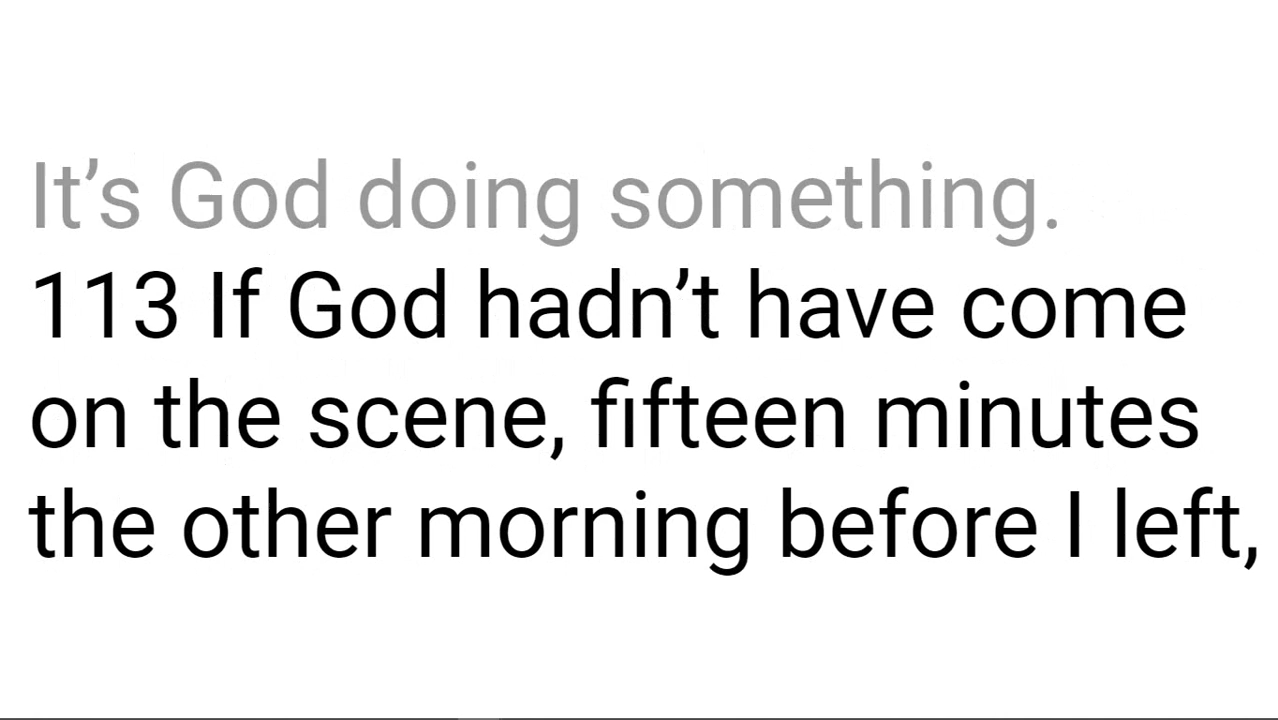 It’s God doing something.
113 If God hadn’t have come
on the scene, fifteen minutes
the other morning before I left,